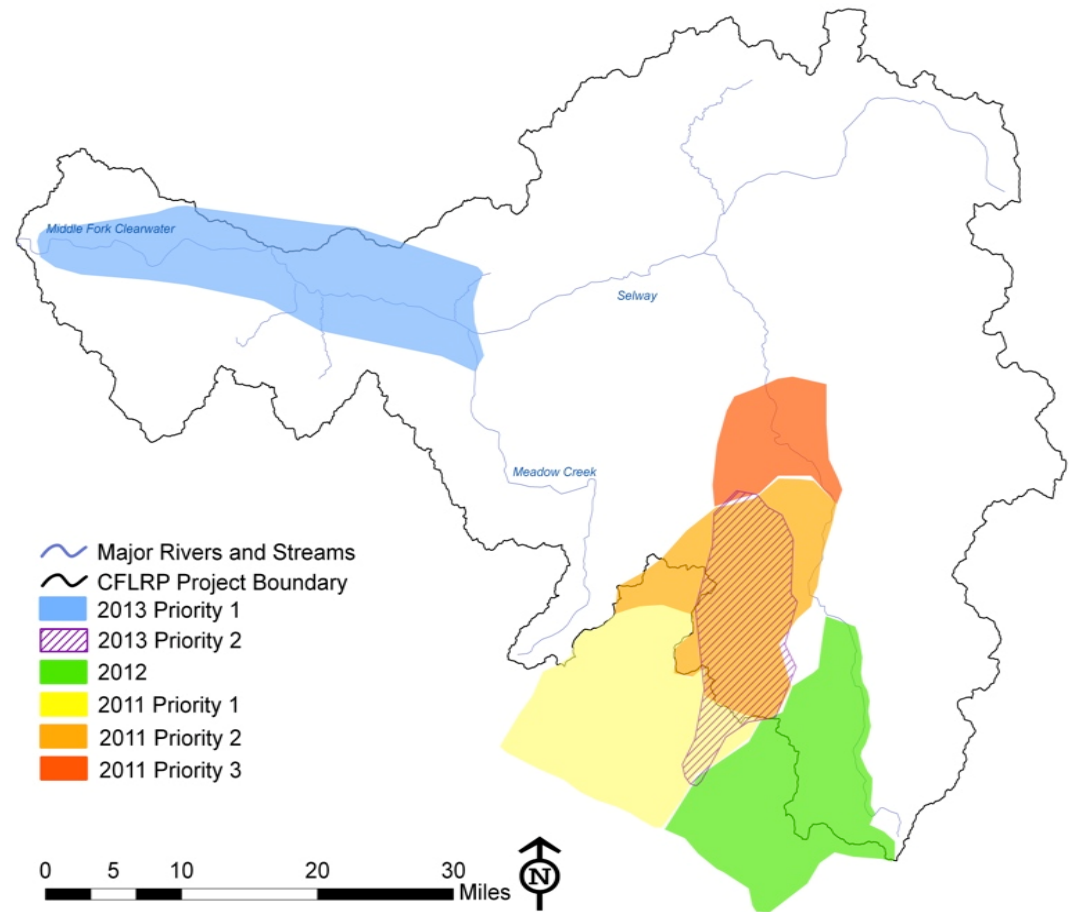 Middle Fork Clearwater
Selway
Meadow Creek
Major Rivers and Streams
CFLRP Project Boundary
2013 Priority 1
2013 Priority 2
2012
2011 Priority 1
2011 Priority 2
2011 Priority 3
0 5 10 20 30
Miles
N